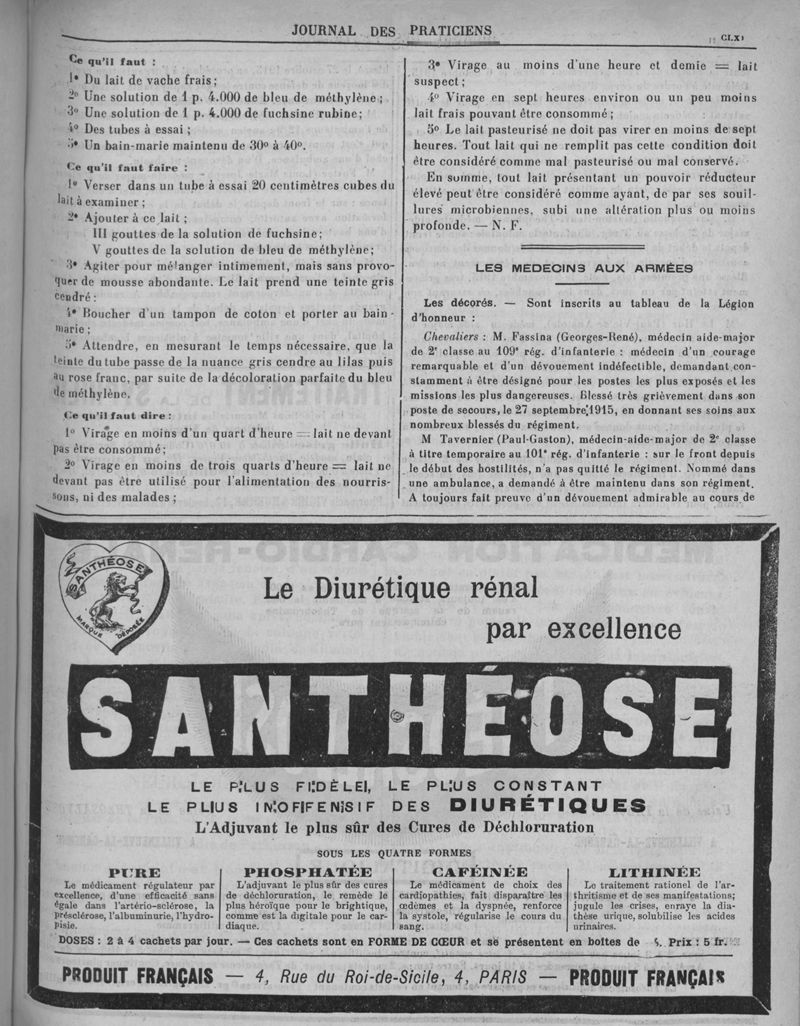 JOURNAL DES PRATICIENS
CLX
Ce qu'il faut :
1° Du lait de vache frais ;
2° Une solution de 1 p. 4.000 de bleu de méthylène ;
3° Une solution de 1 p. 4.000 de fuchsine rubine ;
4° Des tubes à essai ;
5° Un bain-marie maintenu de 30° à 40°.
Ce qu'il faut faire :
1° Verser dans un tube à essai 20 centimètres cubes du
lait à examiner ;
2° Ajouter à ce lait ;
III gouttes de la solution de fuchsine ;
V gouttes de la solution de bleu de méthylène ;
3° Agiter pour mélanger intimement, mais sans provo-
quer de mousse abondante. Le lait prend une teinte gris
cendré :
4° Boucher d'un tampon de coton et porter au bain-
marie ;
5° Attendre, en mesurant le temps nécessaire, que la
teinte du tube passe de la nuance gris cendre au lilas puis
au rose franc, par suite de la décoloration parfaite du bleu
de méthylène.
Ce qu'il faut dire :
1° Virage en moins d'un quart d'heure = lait ne devant
pas être consommé ;
2° Virage en moins de trois quarts d'heure = lait ne
devant pas être utilisé pour l'alimentation des nourris-
sons, ni des malades ;
3° Virage au moins d'une heure et demie = lait
suspect ;
4° Virage en sept heures environ ou un peu moins
lait frais pouvant être consommé ;
5° Le lait pasteurisé ne doit pas virer en moins de sept
heures. Tout lait qui ne remplit pas cette condition doit
être considéré comme mal pasteurisé ou mal conservé.
En somme, tout lait présentant un pouvoir réducteur
élevé peut être considéré comme ayant, de par ses souil-
lures microbiennes, subi une altération plus ou moins
profonde. — N. F.
LES MEDECINS AUX ARMÉES
Les décorés. — Sont inscrits au tableau de la Légion
d'honneur :
Chevaliers : M. Fassina (Georges-René), médecin aide-major
de 2e classe au 109e rég. d'infanterie : médecin d'un courage
remarquable et d'un dévouement indéfectible, demandant con-
stamment à être désigné pour les postes les plus exposés et les
missions les plus dangereuses. Blessé très grièvement dans son
poste de secours, le 27 septembre 1915, en donnant ses soins aux
nombreux blessés du régiment.
M Tavernier (Paul-Gaston), médecin-aide-major de 2e classe
à titre temporaire au 101e rég. d'infanterie : sur le front depuis
le début des hostilités, n'a pas quitté le régiment. Nommé dans
une ambulance, a demandé à être maintenu dans son régiment.
A toujours fait preuve d'un dévouement admirable au cours de
SANTHÉOSE
MARQUE DÉPOSÉE
Le Diurétique rénal
par excellence
SANTHÉOSE
LE PLUS FIDÈLE, LE PLUS CONSTANT
LE PLUS INOFFENSIF DES DIURÉTIQUES
L'Adjuvant le plus sûr des Cures de Déchloruration
SOUS LES QUATRE FORMES
PURE
Le médicament régulateur par
excellence, d'une efficacité sans
égale dans l'artério-sclérose, la
présclérose, l'albuminurie, l'hydro-
pisie.
PHOSPHATÉE
L'adjuvant le plus sûr des cures
de déchloruration, le remède le
plus héroïque pour le brightique,
comme est la digitale pour le car-
diaque.
CAFÉINÉE
Le médicament de choix des
cardiopathies, fait disparaître les
œdèmes et la dyspnée, renforce
la systole, régularise le cours du
sang.
LITHINÉE
Le traitement rationel de l'ar-
thritisme et de ses manifestations;
jugule les crises, enraye la dia-
thèse urique, solubilise les acides
urinaires.
DOSES : 2 à 4 cachets par jour. — Ces cachets sont en FORME DE CŒUR et se présentent en boîtes de Prix : 5 fr.
PRODUIT FRANÇAIS — 4, Rue du Roi-de-Sicile, 4, PARIS — PRODUIT FRANÇAIS